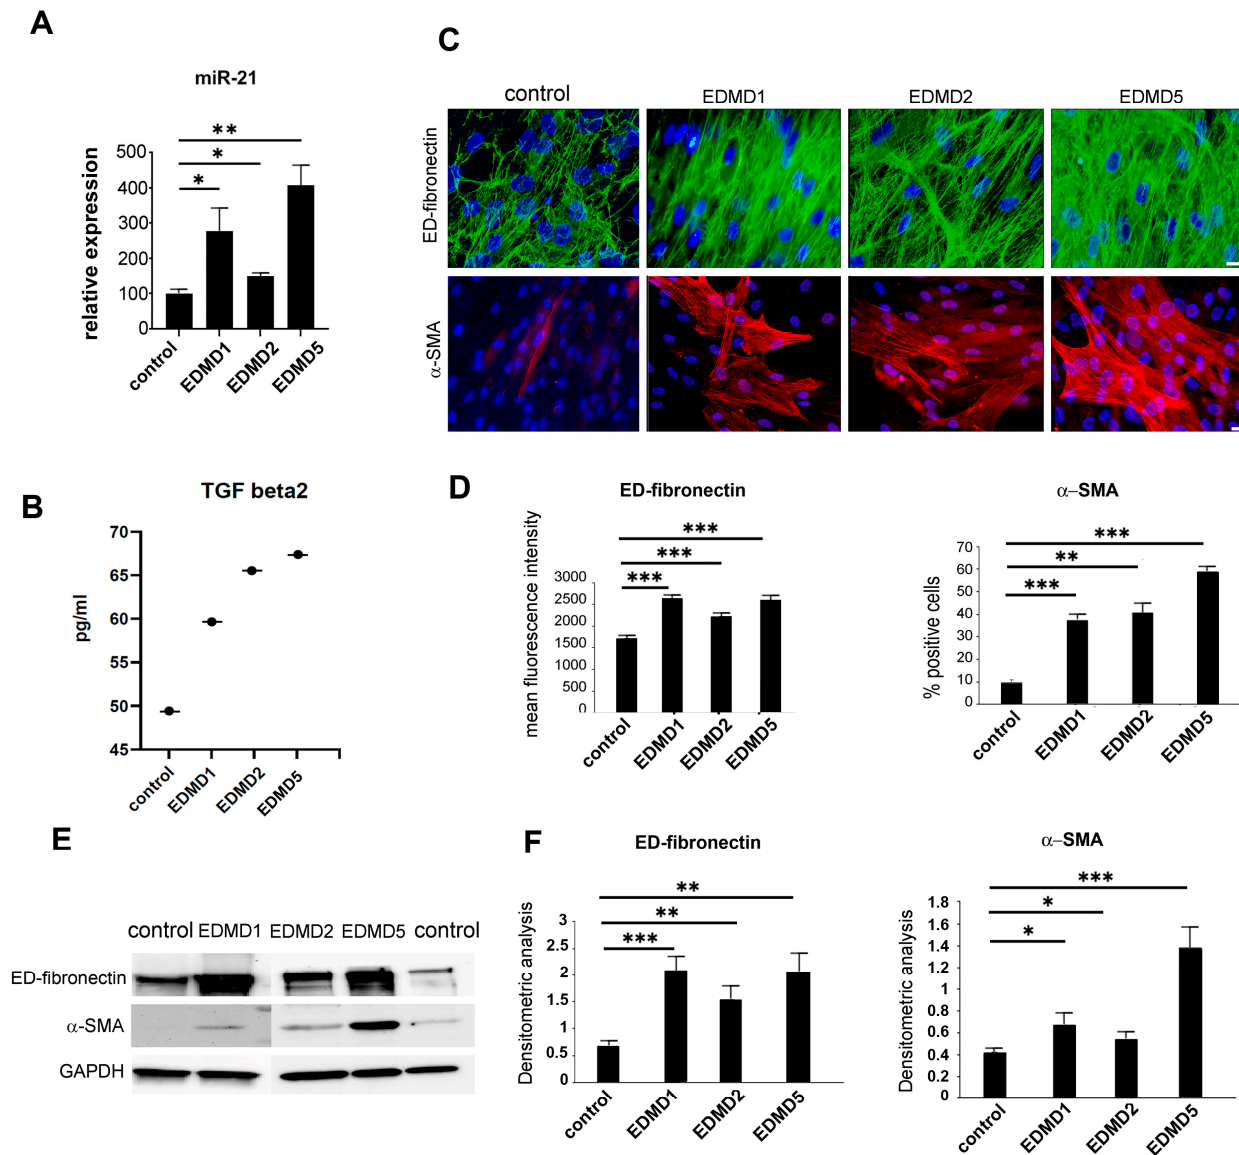 A
miR-21
relative expression
**
*
*
500
400
300
200
100
0
control
EDMD1
EDMD2
EDMD5
C
control
EDMD1
EDMD2
EDMD5
ED-fibronectin
α-SMA
B
TGF beta2
pg/ml
70
65
60
55
50
45
control
EDMD1
EDMD2
EDMD5
D
ED-fibronectin
mean fluorescence intensity
***
***
***
3000
2500
2000
1500
1000
500
0
control
EDMD1
EDMD2
EDMD5
α–SMA
% positive cells
***
**
***
70
60
50
40
30
20
10
0
control
EDMD1
EDMD2
EDMD5
E
control EDMD1 EDMD2 EDMD5 control
ED-fibronectin
α-SMA
GAPDH
F
ED-fibronectin
Densitometric analysis
**
**
***
3
2.5
2
1.5
1
0.5
0
control
EDMD1
EDMD2
EDMD5
α–SMA
Densitometric analysis
***
*
*
1.8
1.6
1.4
1.2
1
0.8
0.6
0.4
0.2
0
control
EDMD1
EDMD2
EDMD5